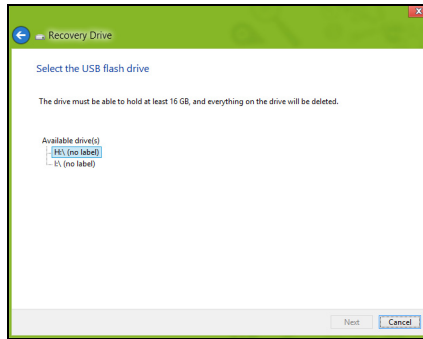 Recovery Drive
Select the USB flash drive
The drive must be able to hold at least 16 GB, and everything on the drive will be deleted.
Available drive(s)
H:\ (no label)
I:\ (no label)
Next
Cancel